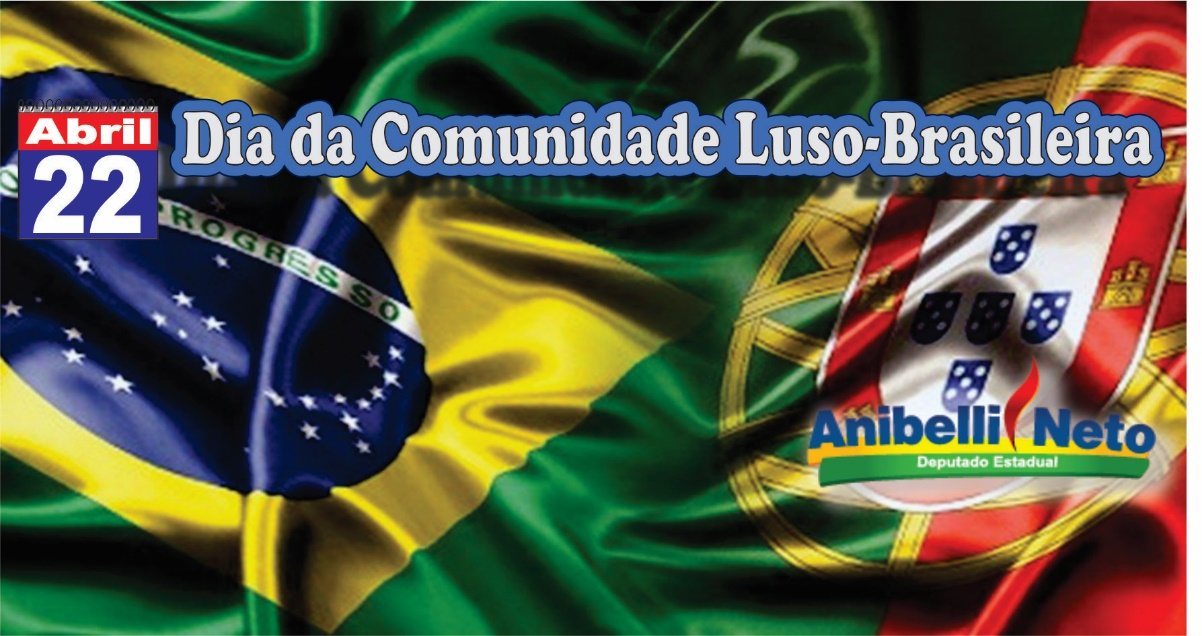 Abril
22
Dia da Comunidade Luso-Brasileira
PROGRESSO
Anibelli Neto
Deputado Estadual